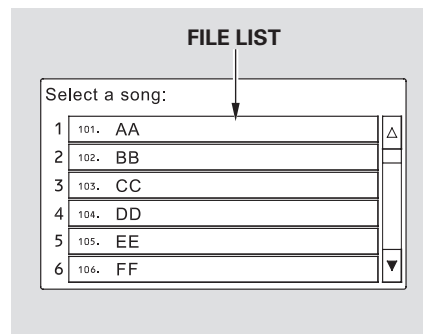 FILE LIST
Select a song:
1 101. AA
2 102. BB
3 103. CC
4 104. DD
5 105. EE
6 106. FF